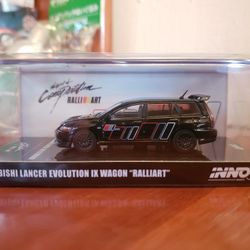 Competition
RALLIART
BISHI LANCER EVOLUTION IX WAGON "RALLIART"
INNO